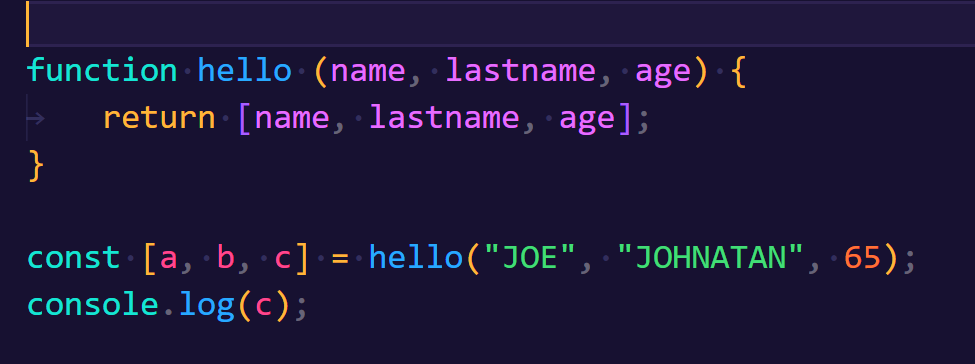 function hello (name, lastname, age) {
    return [name, lastname, age];
}
const [a, b, c] = hello("JOE", "JOHNATAN", 65);
console.log(c);